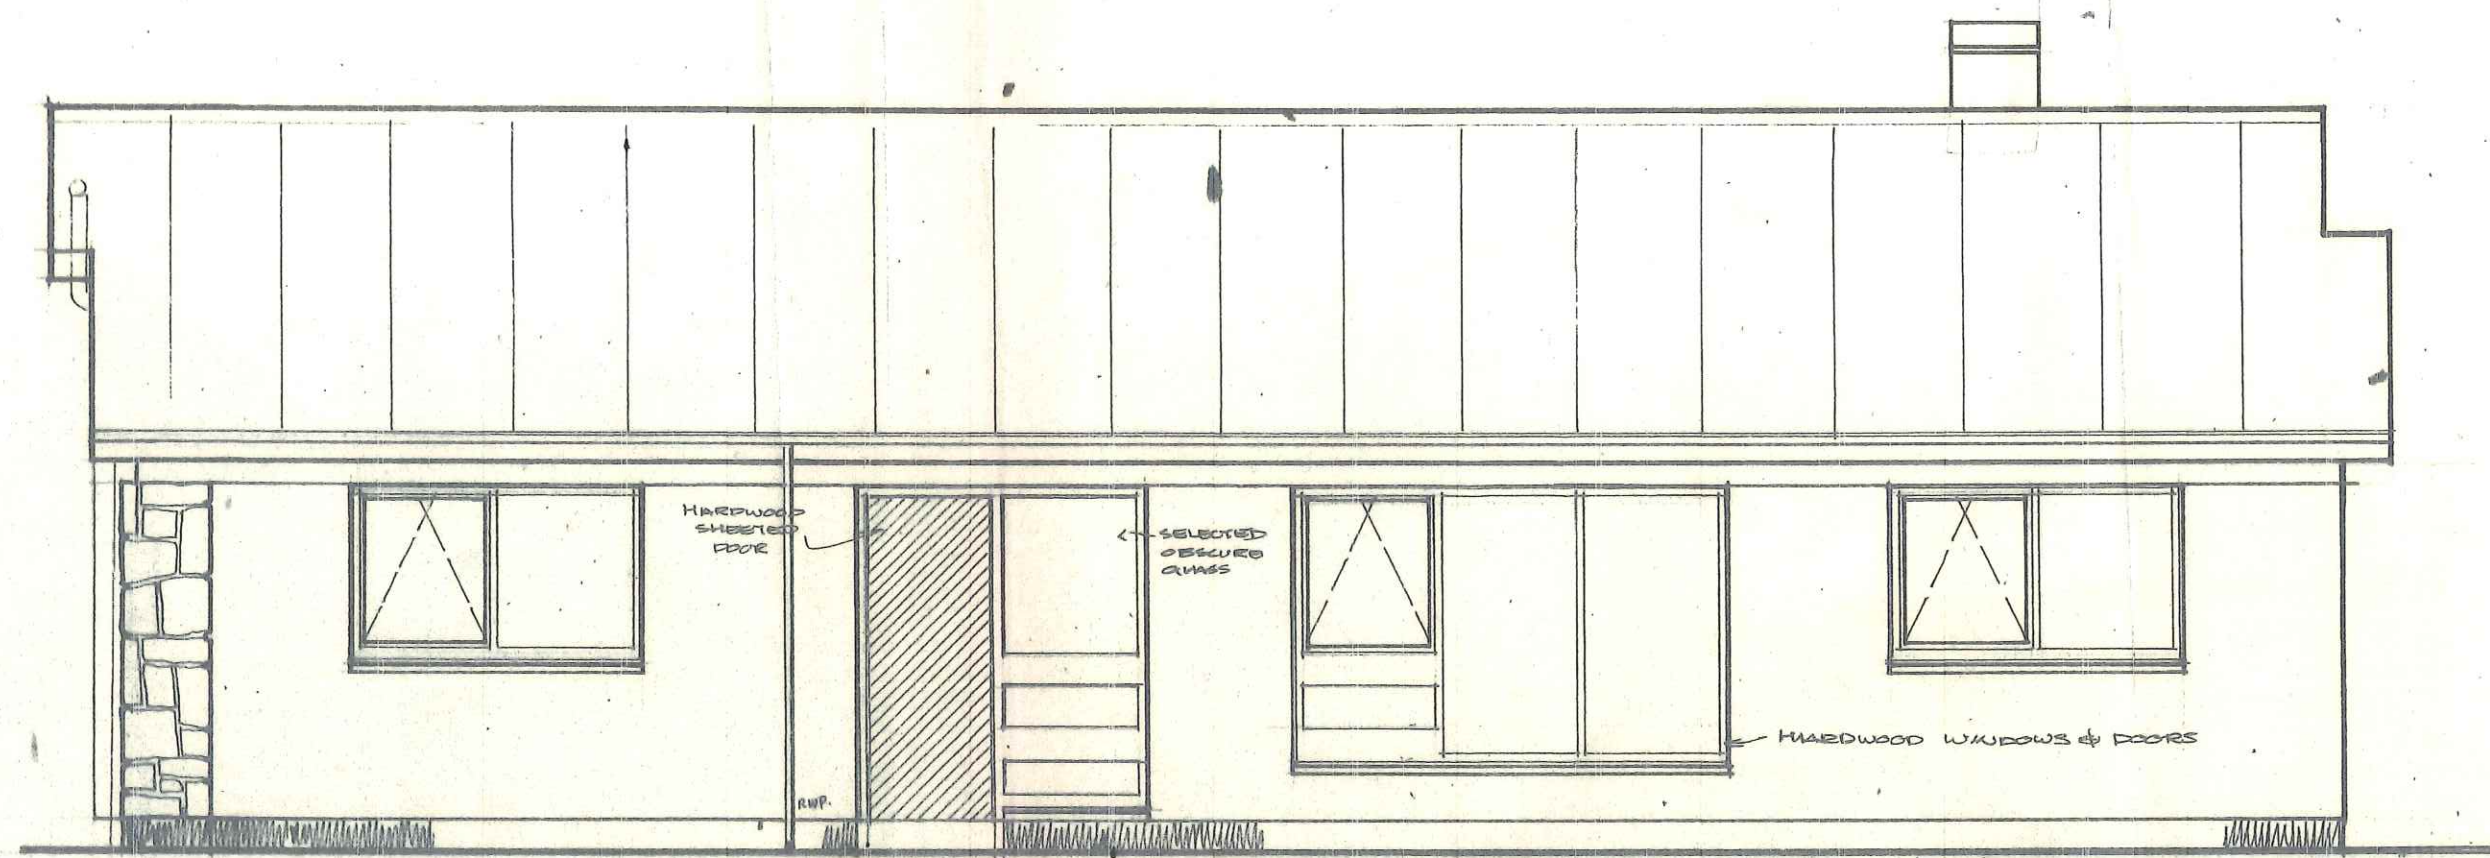 HARDWOOD
SHEETED
DOOR
SELECTED
OBSCURE
GLASS
HARDWOOD WINDOWS & DOORS
RWP.